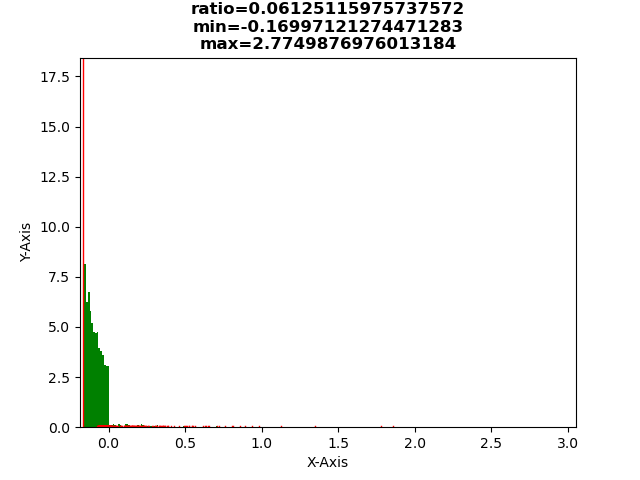 ratio=0.06125115975737572
min=-0.16997121274471283
max=2.7749876976013184
17.5
15.0
12.5
10.0
7.5
5.0
2.5
0.0
Y-Axis
0.0 0.5 1.0 1.5 2.0 2.5 3.0
X-Axis